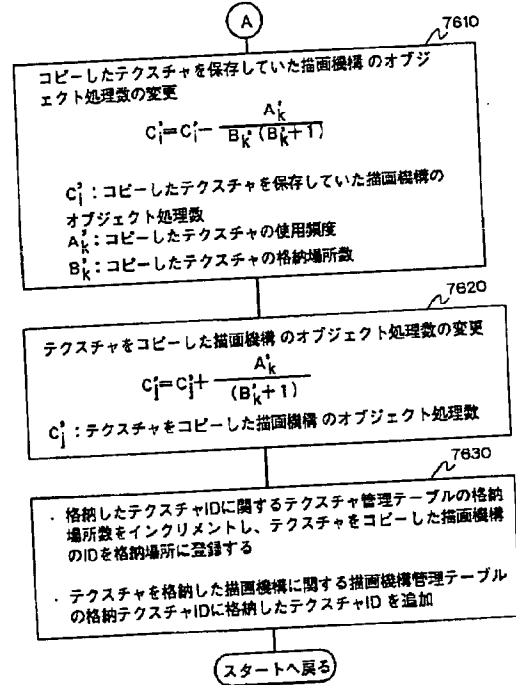 A
7610
コピーしたテクスチャを保存していた描画機構のオブジ
ェクト処理数の変更
C'i=C'i- A'k / B'k (B'k+1)
C'i:コピーしたテクスチャを保存していた描画機構の
オブジェクト処理数
A'k:コピーしたテクスチャの使用頻度
B'k:コピーしたテクスチャの格納場所数
7620
テクスチャをコピーした描画機構のオブジェクト処理数の変更
C'j=C'j+ A'k / (B'k+1)
C'j:テクスチャをコピーした描画機構のオブジェクト処理数
7630
・格納したテクスチャIDに関するテクスチャ管理テーブルの格納
場所数をインクリメントし、テクスチャをコピーした描画機構
のIDを格納場所に登録する
・テクスチャを格納した描画機構に関する描画機構管理テーブル
の格納テクスチャIDに格納したテクスチャIDを追加
スタートへ戻る